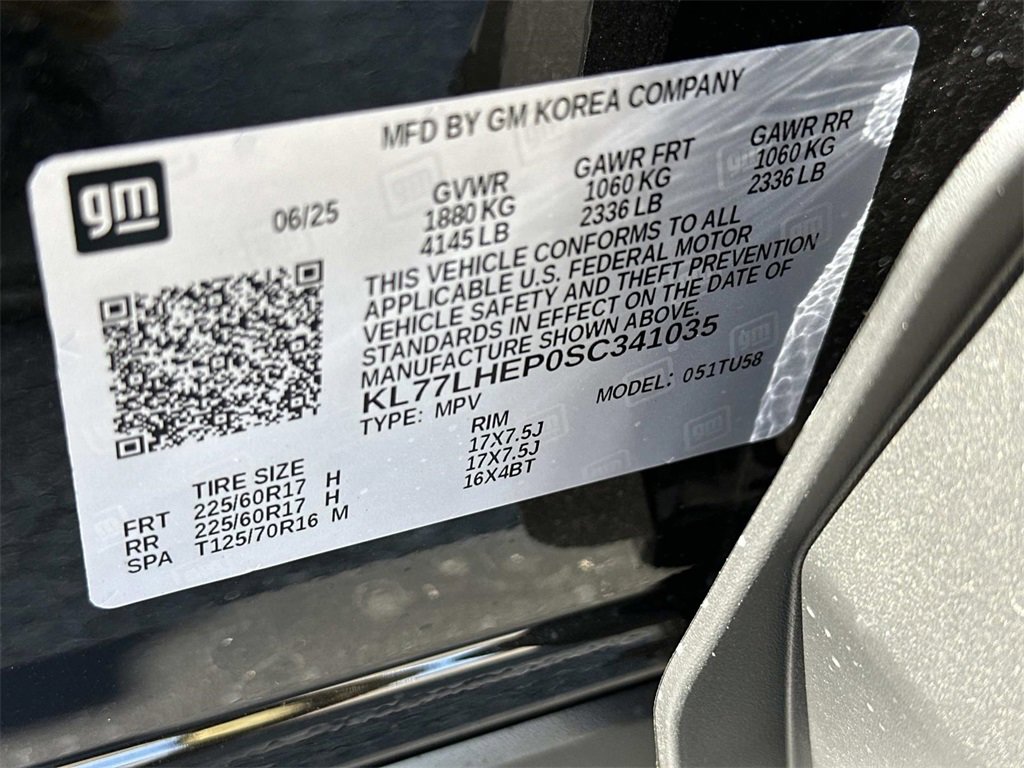 MFD BY GM KOREA COMPANY
gm
06/25
GVWR
1880 KG
4145 LB
GAWR FRT
1060 KG
2336 LB
GAWR RR
1060 KG
2336 LB
THIS VEHICLE CONFORMS TO ALL
APPLICABLE U.S. FEDERAL MOTOR
VEHICLE SAFETY AND THEFT PREVENTION
STANDARDS IN EFFECT ON THE DATE OF
MANUFACTURE SHOWN ABOVE.
KL77LHEP0SC341035
TYPE: MPV
MODEL: 051TU58
TIRE SIZE RIM
FRT 225/60R17 H 17X7.5J
RR 225/60R17 H 17X7.5J
SPA T125/70R16 M 16X4BT